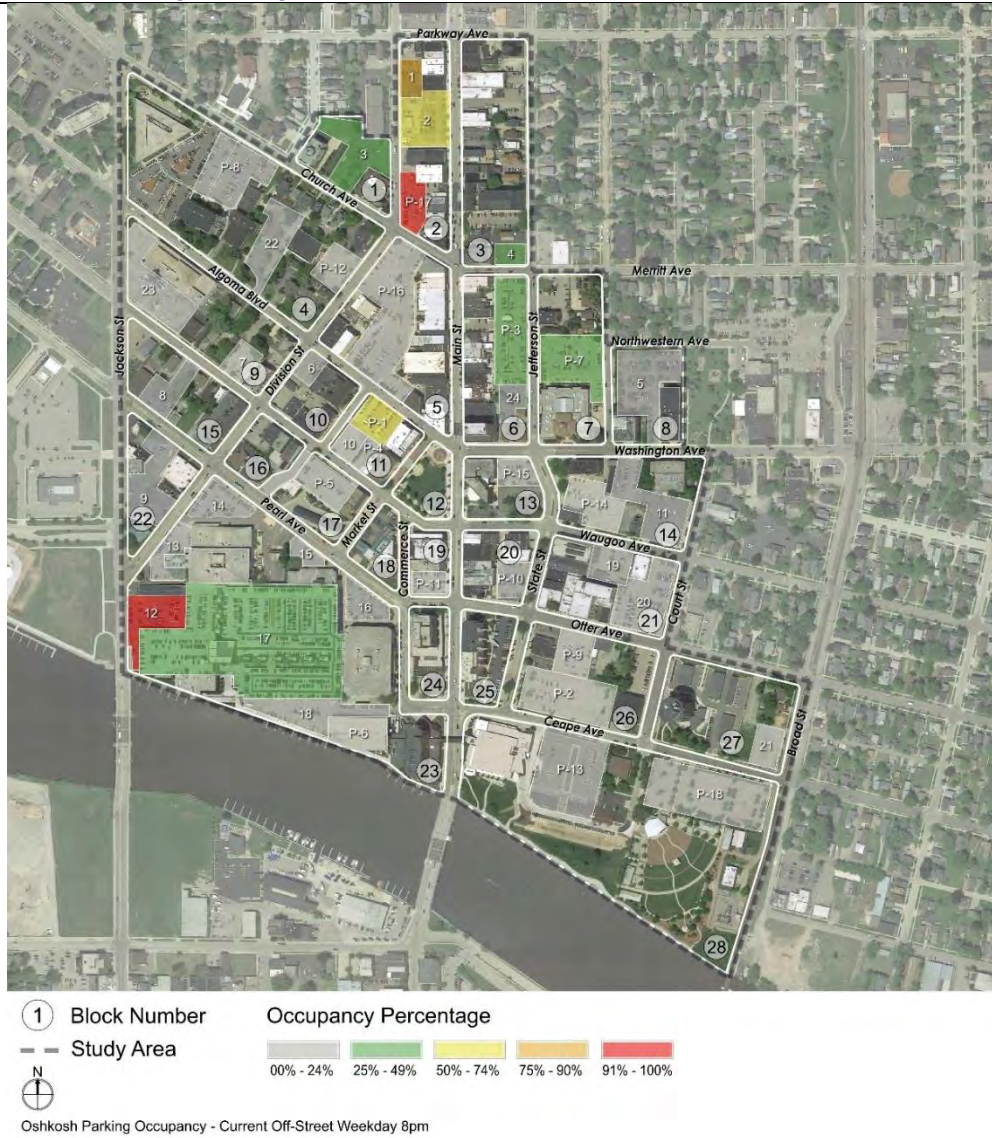 Parkway Ave
1
2
3
P-17
1
2
Church Ave
P-8
22
P-12
4
P-16
3
4
Merritt Ave
23
Algoma Blvd
Jackson St
Division St
Main St
P-3
Jefferson St
P-7
Northwestern Ave
5
7
9
6
8
10
P-1
5
24
6
7
8
15
16
10
P-4
11
Washington Ave
P-5
12
P-15
13
P-14
11
14
9
22
14
Pearl Ave
17
Market St
Waugoo Ave
13
15
18
Commerce St
19
P-11
20
P-10
State St
19
20
21
Court St
12
17
16
Otter Ave
24
25
P-9
P-2
26
Ceape Ave
27
21
Broad St
18
P-6
23
P-13
P-18
28
1 Block Number
Study Area
N
Occupancy Percentage
00% - 24% 25% - 49% 50% - 74% 75% - 90% 91% - 100%
Oshkosh Parking Occupancy - Current Off-Street Weekday 8pm